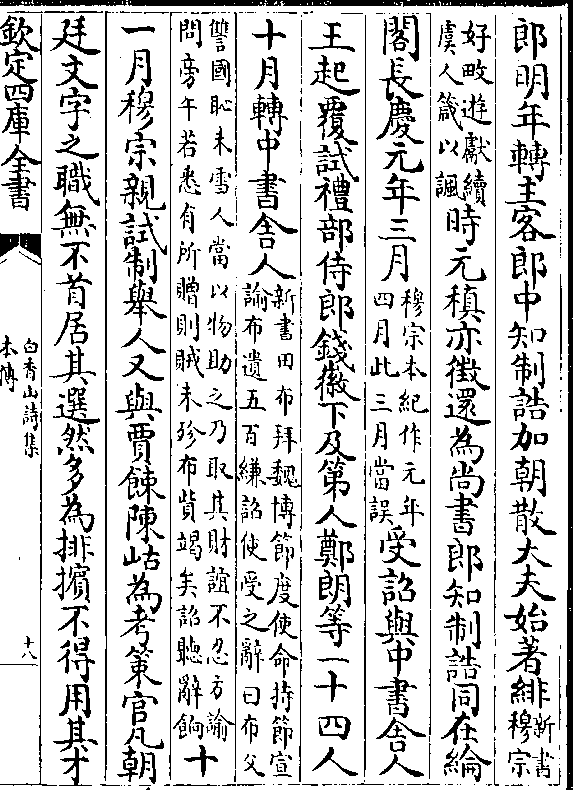 郎明年轉主客郎中知制誥加朝散大夫始著緋新書穆宗
好畋遊獻續虞人箴以諷時元稹亦徵還為尚書郎知制誥同在綸
閣長慶元年三月穆宗本紀作元年四月此三月當誤受詔與中書舍人
王起覆試禮部侍郎錢徽下及第人鄭朗等一十四人
十月轉中書舍人新書田布拜魏博節度使命持節宣諭布遺五百縑詔使受之辭曰布父
讐國恥未雪人當以物助之乃取其財誼不忍方諭問旁午若悉有所贈則賊未殄布貲竭矣詔聽辭餉十
一月穆宗親試制舉人又與賈餗陳岵為考策官凡朝
廷文字之職無不首居其選然多為排擯不得用其才
欽定四庫全書
白香山詩集
本傳
十八